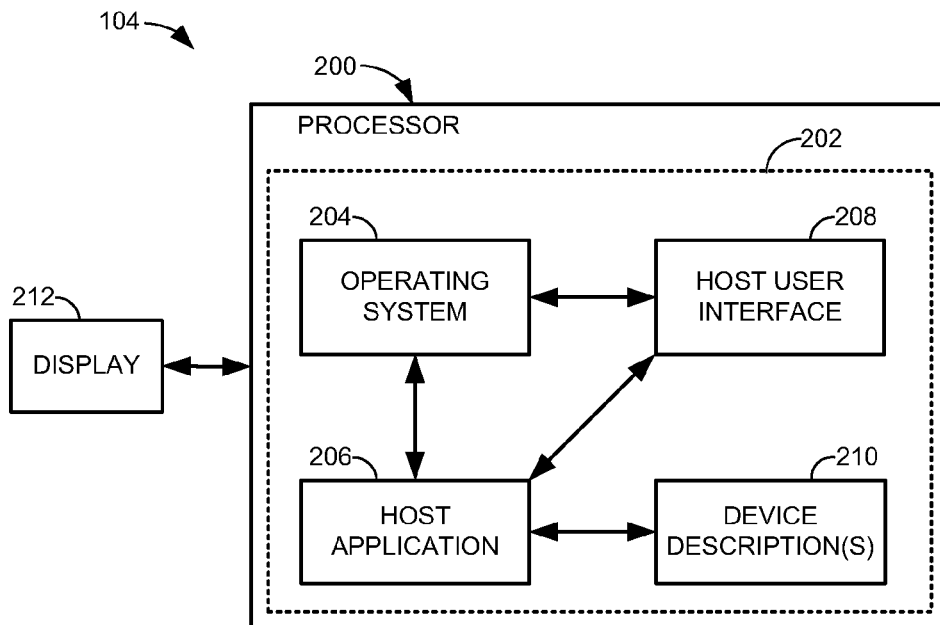 104
200
PROCESSOR
202
204
208
OPERATING
SYSTEM
HOST USER
INTERFACE
212
DISPLAY
206
210
HOST
APPLICATION
DEVICE
DESCRIPTION(S)